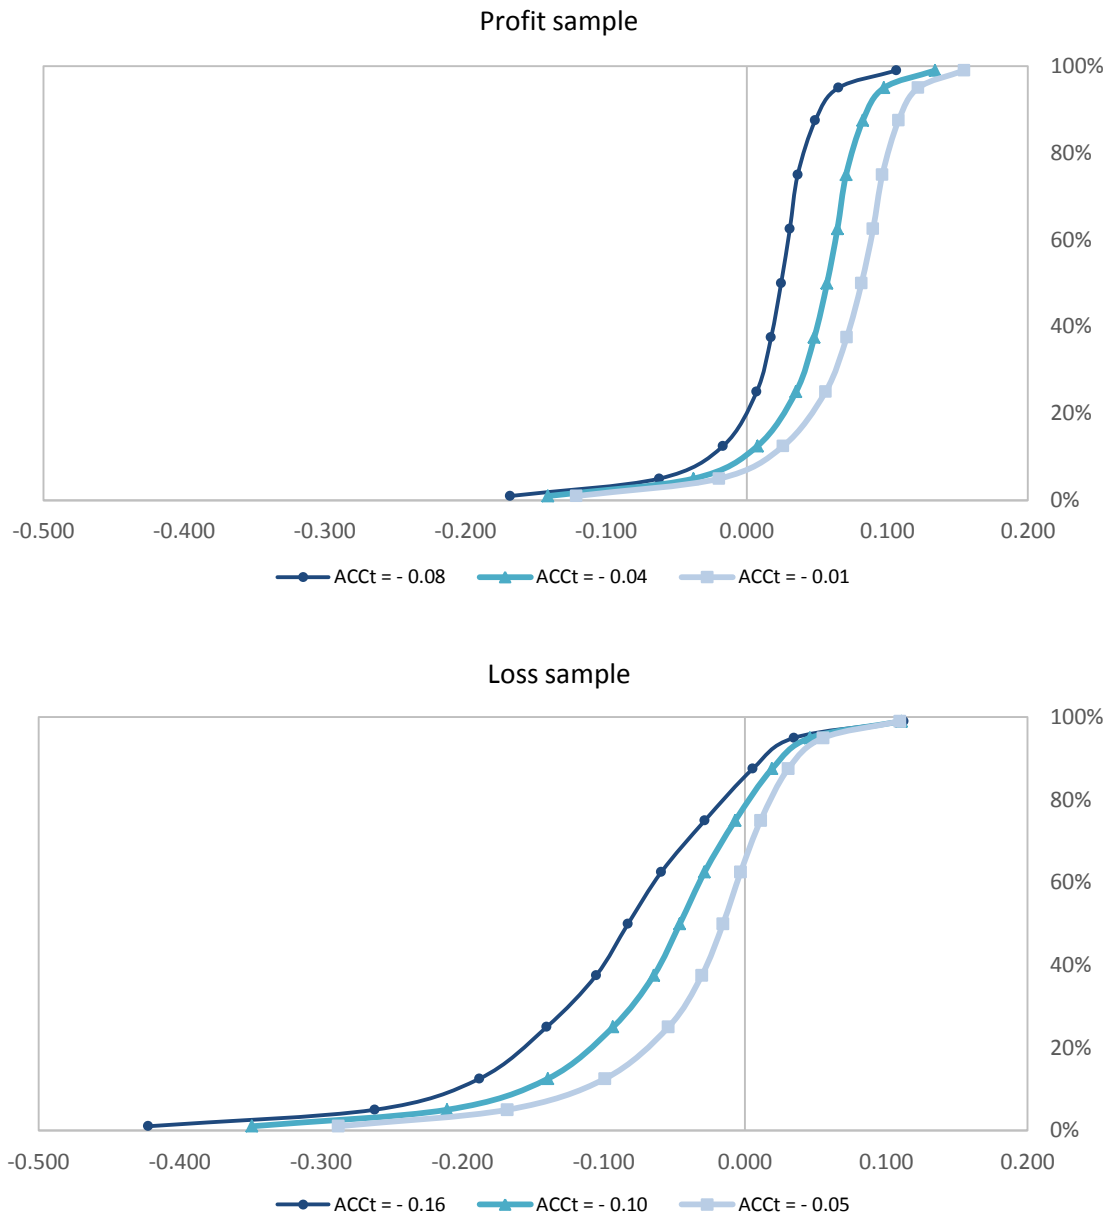 Profit sample
100%
80%
60%
40%
20%
0%
-0.500 -0.400 -0.300 -0.200 -0.100 0.000 0.100 0.200
ACCt = - 0.08 ACCt = - 0.04 ACCt = - 0.01
Loss sample
100%
80%
60%
40%
20%
0%
-0.500 -0.400 -0.300 -0.200 -0.100 0.000 0.100 0.200
ACCt = - 0.16 ACCt = - 0.10 ACCt = - 0.05